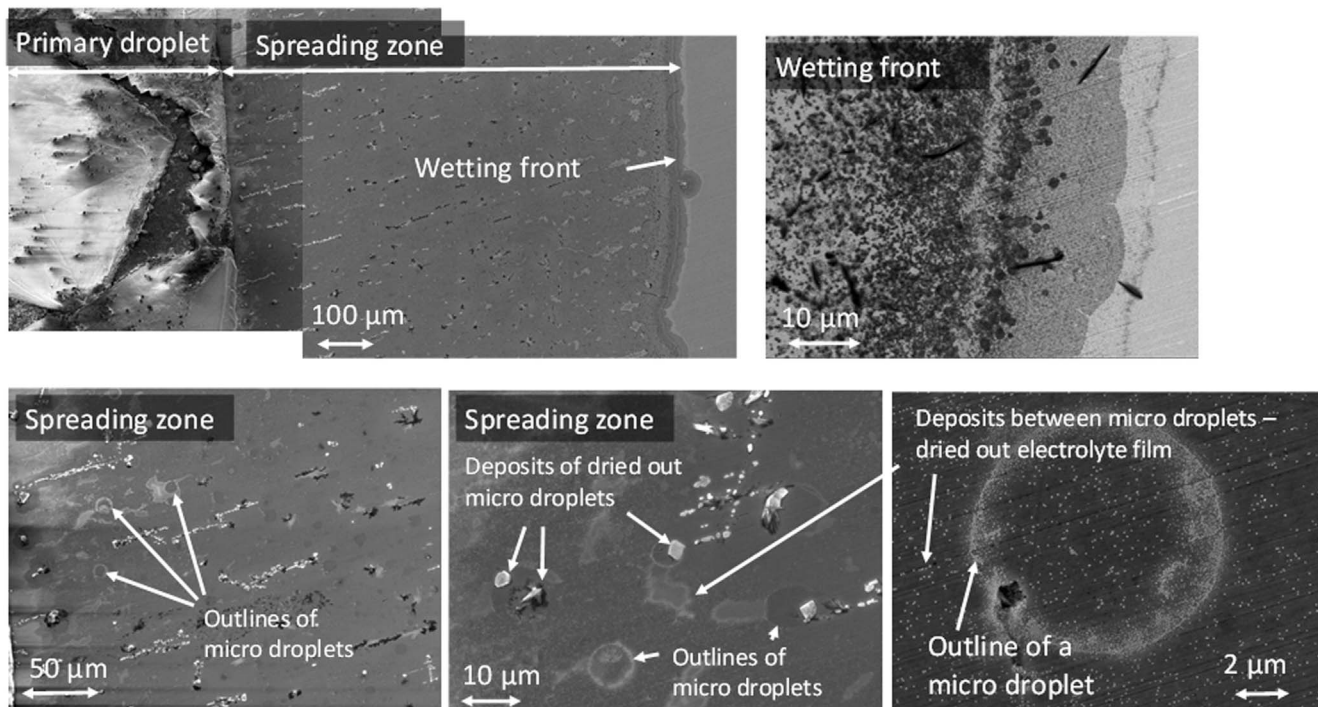 Primary droplet
Spreading zone
Wetting front
100 µm
Wetting front
10 µm
Spreading zone
Outlines of
micro droplets
50 µm
Spreading zone
Deposits of dried out
micro droplets
Outlines of
micro droplets
10 µm
Deposits between micro droplets –
dried out electrolyte film
Outline of a
micro droplet
2 µm